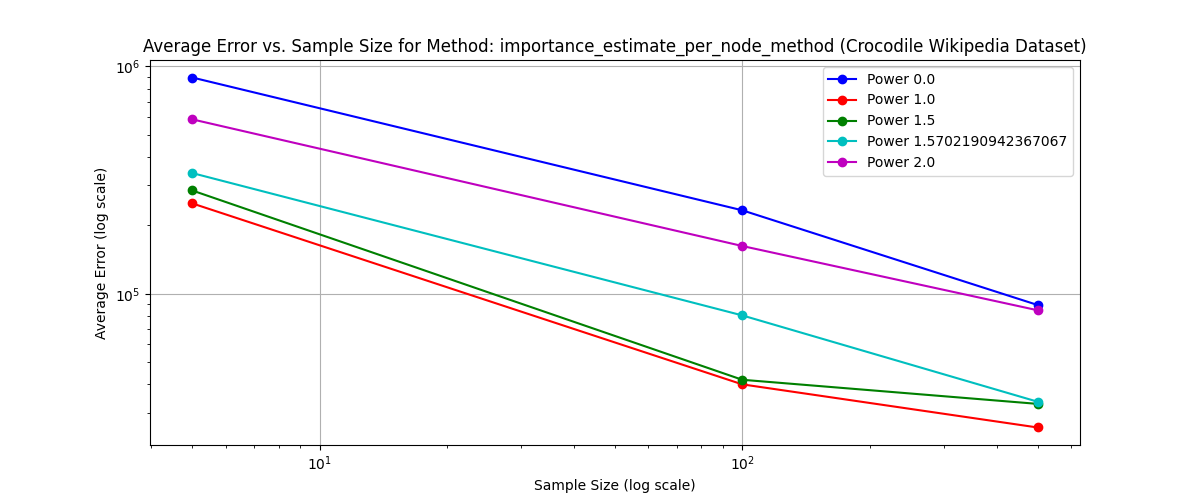 Average Error vs. Sample Size for Method: importance_estimate_per_node_method (Crocodile Wikipedia Dataset)
10^6
10^5
Average Error (log scale)
Power 0.0
Power 1.0
Power 1.5
Power 1.5702190942367067
Power 2.0
10^1
10^2
Sample Size (log scale)